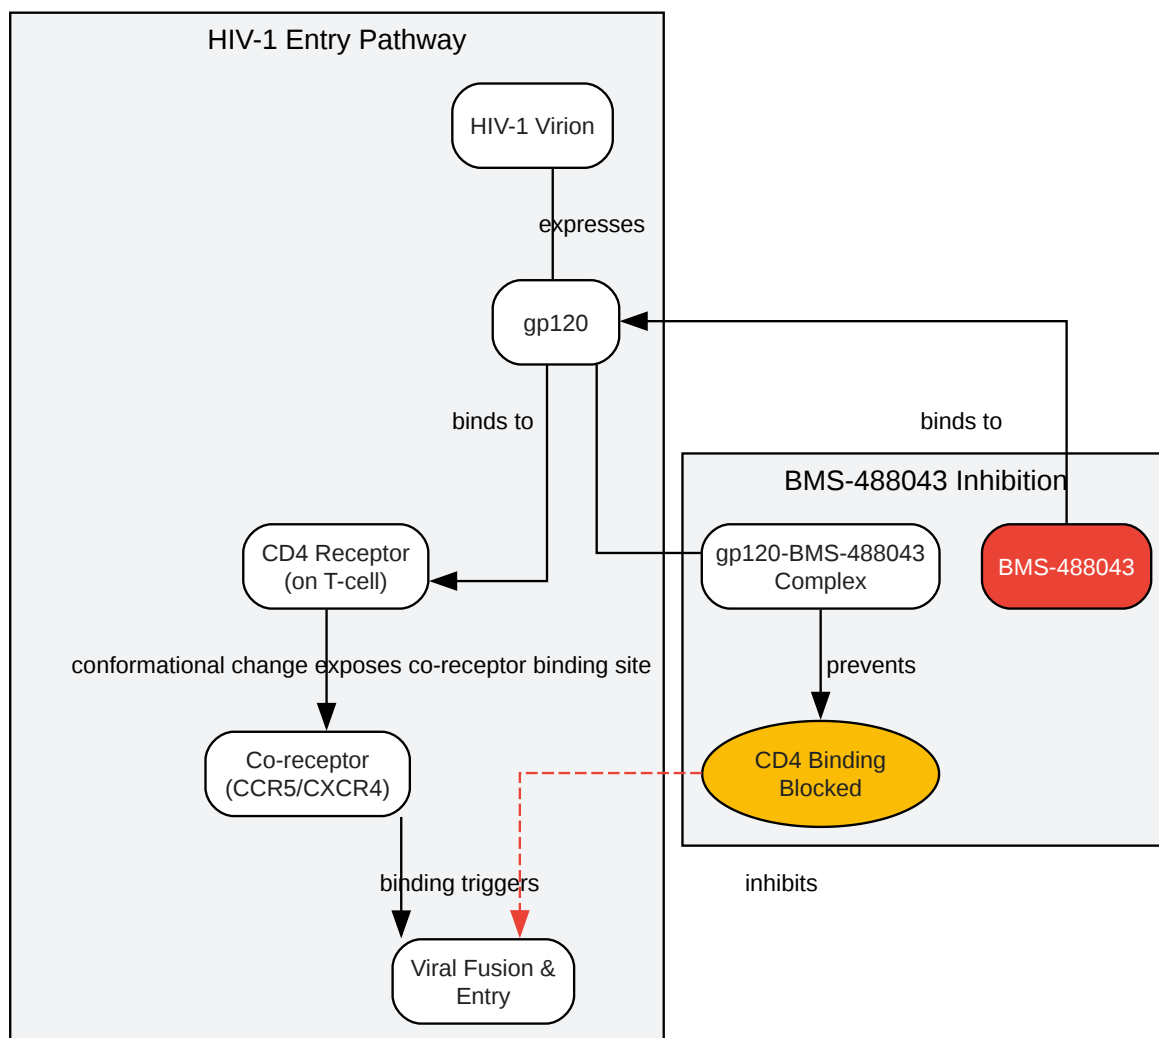 HIV-1 Entry Pathway
HIV-1 Virion
expresses
gp120
binds to
binds to
BMS-488043 Inhibition
CD4 Receptor
(on T-cell)
gp120-BMS-488043
Complex
BMS-488043
conformational change exposes co-receptor binding site
prevents
Co-receptor
(CCR5/CXCR4)
CD4 Binding
Blocked
binding triggers
inhibits
Viral Fusion &
Entry